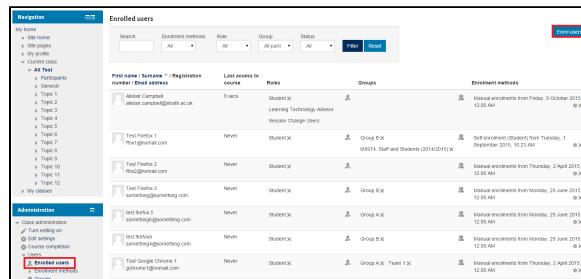 Navigation
My home
Site home
Site pages
My profile
Current class
Ali Test
Participants
General
Topic 1
Topic 2
Topic 3
Topic 4
Topic 5
Topic 6
Topic 7
Topic 8
Topic 9
Topic 10
Topic 11
Topic 12
My classes
Administration
Class administration
Turn editing on
Edit settings
Course completion
Users
Enrolled users
Enrolment methods
Groups
Enrolled users
Enrol users
Search Enrolment methods Role Group Status
All All All parti All Filter Reset
First name / Surname / Registration number / Email address Last access to course Roles Groups Enrolment methods
Alistair Campbell 6 secs Student X Manual enrolments from Friday, 9 October 2015,
alistair.campbell@strath.ac.uk Learning Technology Advisor 12:00 AM
Session Change Users
Test Firefox 1 Never Student X Group B X Self enrolment (Student) from Tuesday, 1
ffox1@nomail.com M9974: Staff and Students (2014/2015) X September 2015, 10:23 AM
Test Firefox 2 Never Student X Manual enrolments from Thursday, 2 April 2015,
ffox2@nomail.com 12:00 AM
Test Firefox 3 Never Student X Group B X Manual enrolments from Monday, 29 June 2015,
something@something.com 12:00 AM
test firefox 5 Never Student X Group A X Manual enrolments from Monday, 29 June 2015,
something5@something.com 12:00 AM
test firefox4 Never Student X Group B X Manual enrolments from Monday, 29 June 2015,
something4@something.com 12:00 AM
Test Google Chrome 1 Never Student X Group A X Team 1 X Manual enrolments from Thursday, 2 April 2015,
gchrome1@nomail.com 12:00 AM